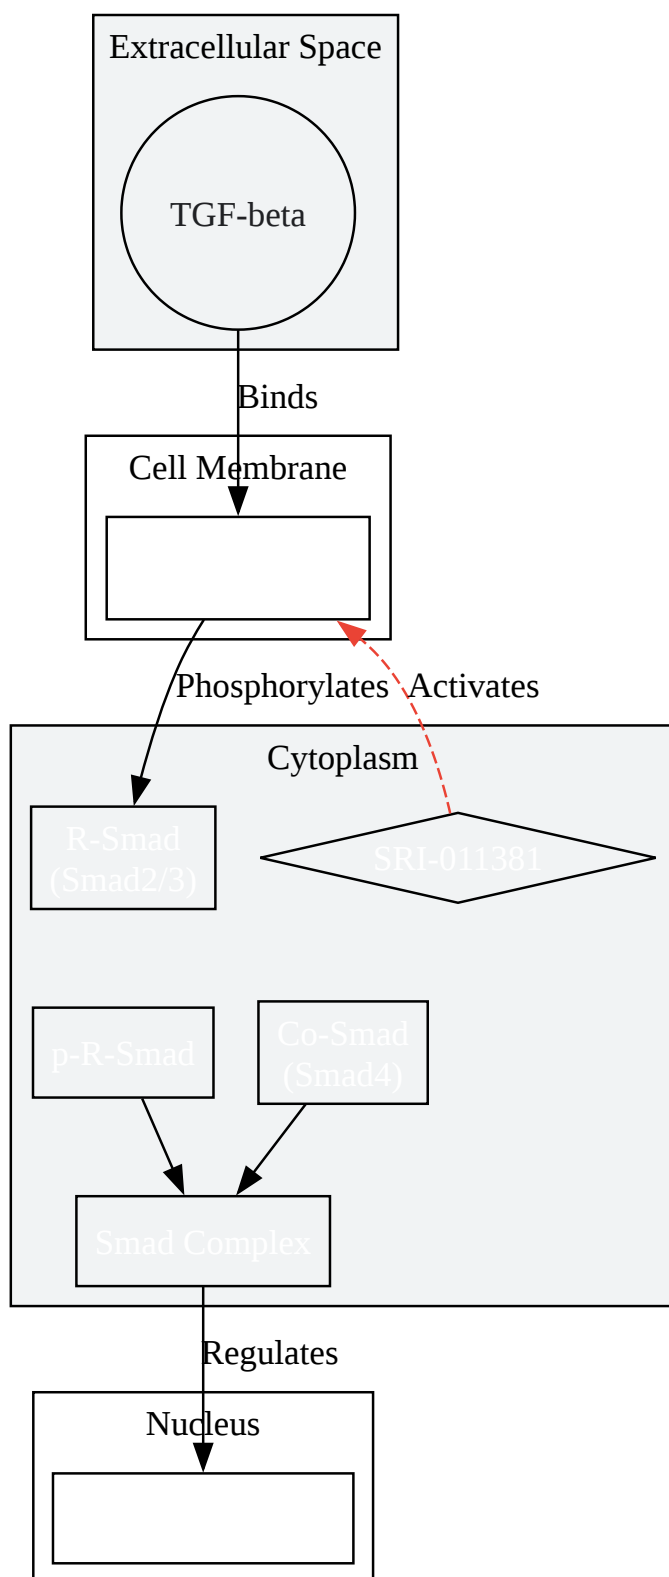 Extracellular Space
TGF-beta
Binds
Cell Membrane
Phosphorylates
Activates
Cytoplasm
R-Smad
(Smad2/3)
SRI-011381
p-R-Smad
Co-Smad
(Smad4)
Smad Complex
Regulates
Nucleus